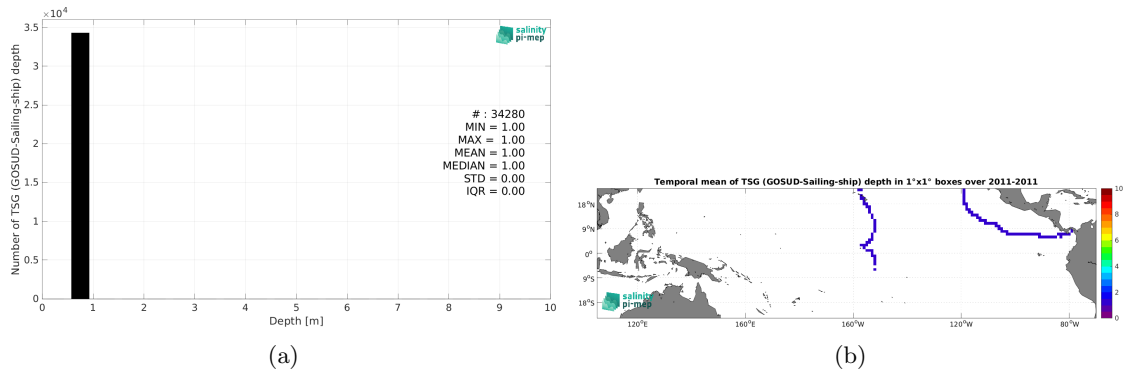 ×10⁴
3.5
3
2.5
2
1.5
1
0.5
0
Number of TSG (GOSUD-Sailing-ship) depth
salinity
pi-mep
# : 34280
MIN = 1.00
MAX = 1.00
MEAN = 1.00
MEDIAN = 1.00
STD = 0.00
IQR = 0.00
0 1 2 3 4 5 6 7 8 9 10
Depth [m]
(a)
Temporal mean of TSG (GOSUD-Sailing-ship) depth in 1°x1° boxes over 2011-2011
18°N
9°N
0°
9°S
18°S
salinity
pi-mep
120°E 160°E 160°W 120°W 80°W
10
8
6
4
2
0
(b)